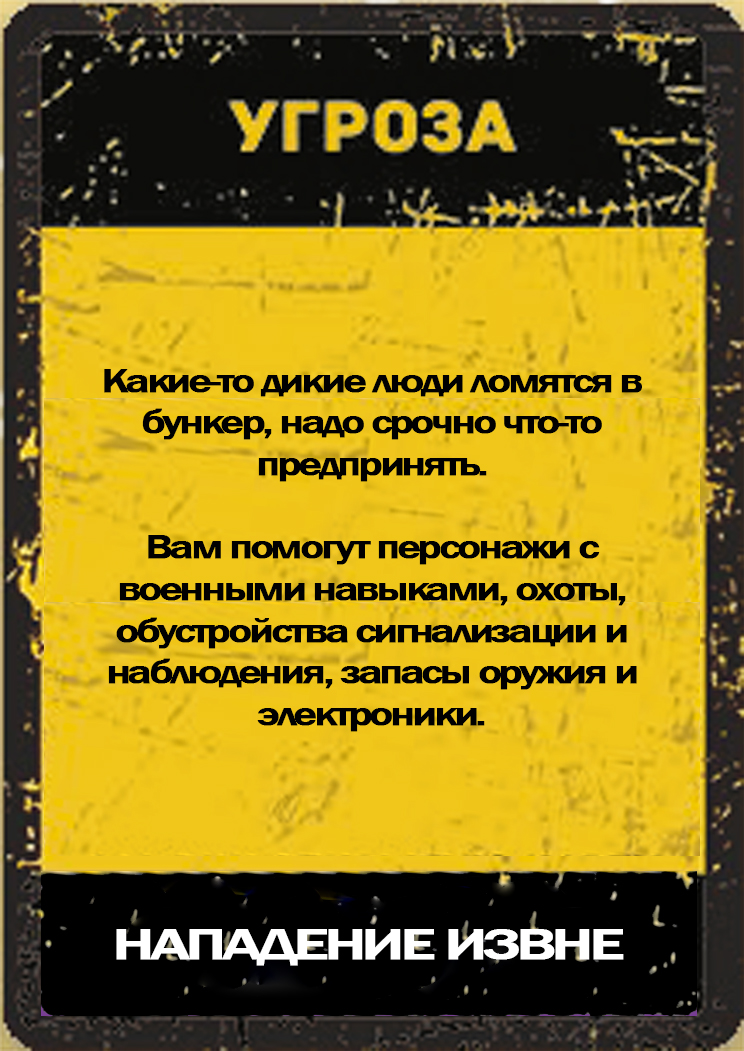 УГРОЗА
Какие-то дикие люди ломятся в
бункер, надо срочно что-то
предпринять.
Вам помогут персонажи с
военными навыками, охоты,
обустройства сигнализации и
наблюдения, запасы оружия и
электроники.
НАПАДЕНИЕ ИЗВНЕ